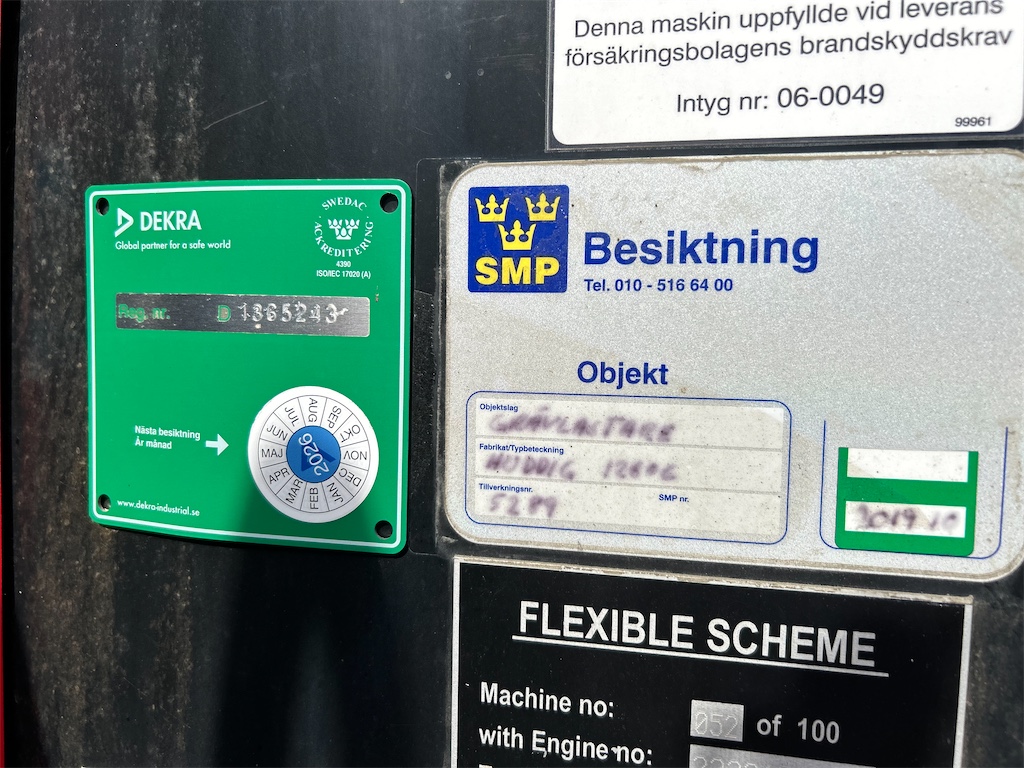 Denna maskin uppfyllde vid leverans
försäkringsbolagens brandskyddskrav
Intyg nr: 06-0049
99961
DEKRA
Global partner for a safe world
SWEDAC
ACKREDITERING
4390
ISO/IEC 17020 (A)
Reg. nr. D 1365243
Nästa besiktning
År månad
JAN
FEB
MAR
APR
MAJ
JUN
JUL
AUG
SEP
OKT
NOV
DEC
2026
www.dekra-industrial.se
SMP
Besiktning
Tel. 010 - 516 64 00
Objekt
Objektslag
GRÄVLASTARE
Fabrikat/Typbeteckning
HUDDIG
Tillverkningsnr.
SMP nr.
2019
FLEXIBLE SCHEME
Machine no:
052 of 100
with Engine no: